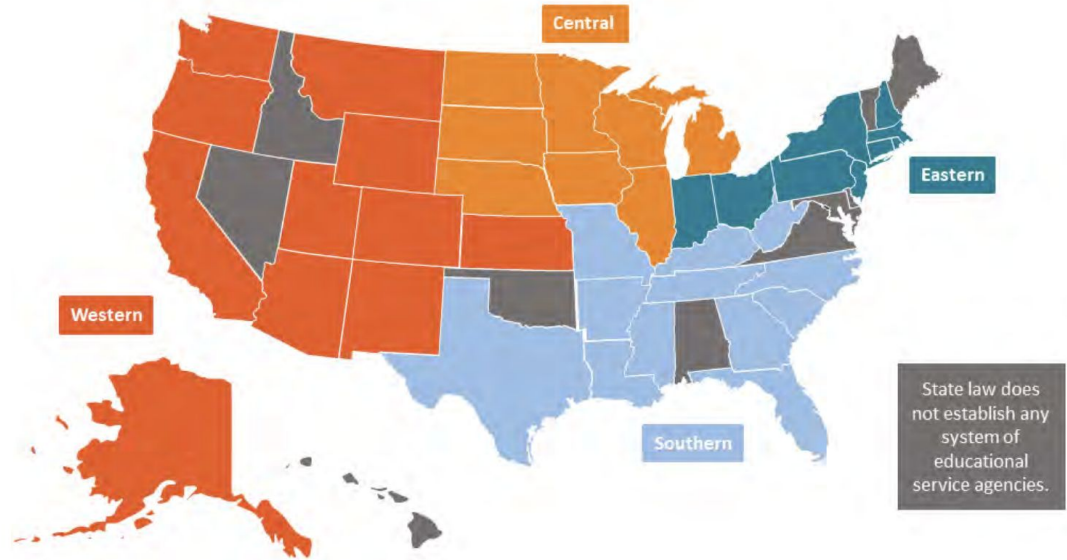 Central
Eastern
Western
Southern
State law does
not establish any
system of
educational
service agencies.